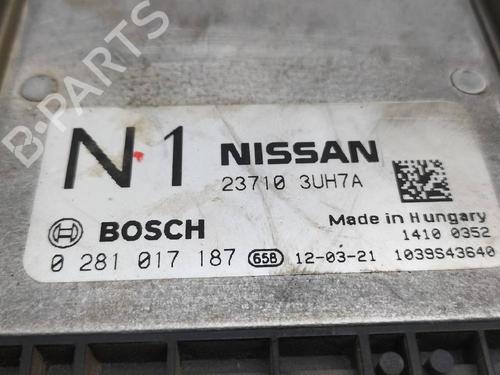 B-PARTS
N1
NISSAN
23710 3UH7A
Made in Hungary
1410 0352
BOSCH
0 281 017 187 658 12-03-21 1039S43640